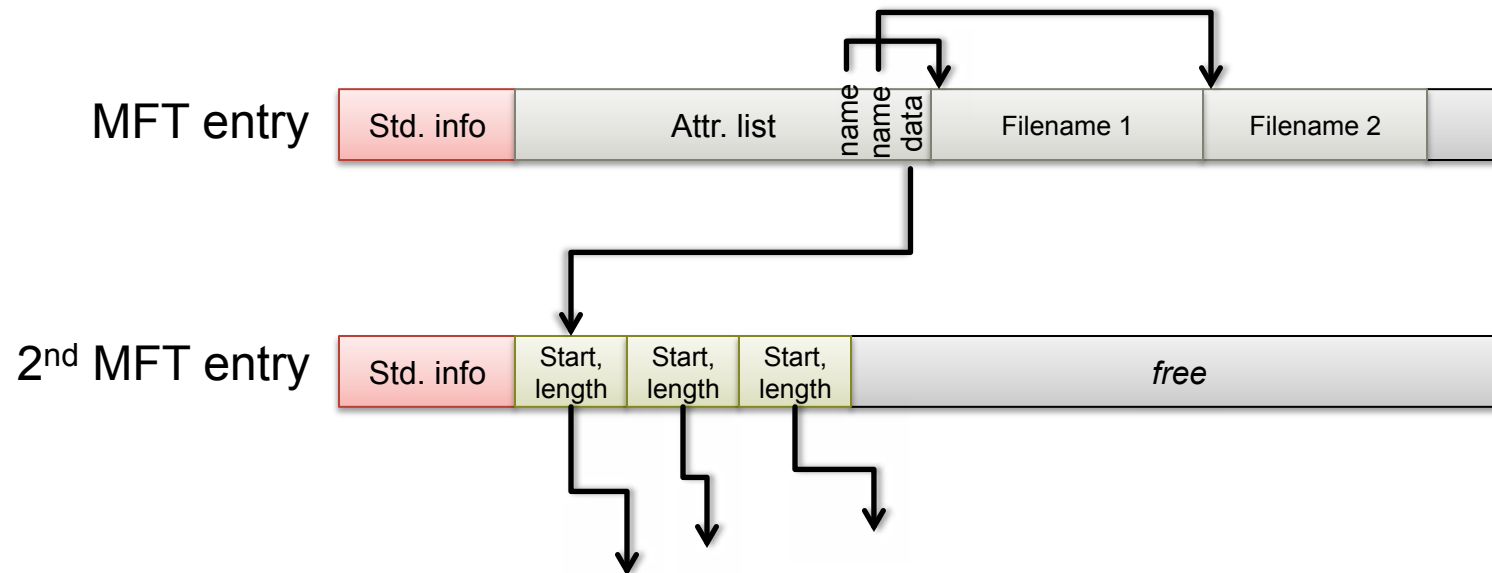 MFT entry
Std. info
Attr. list
name
name
data
Filename 1
Filename 2
2nd MFT entry
Std. info
Start,
length
Start,
length
Start,
length
free